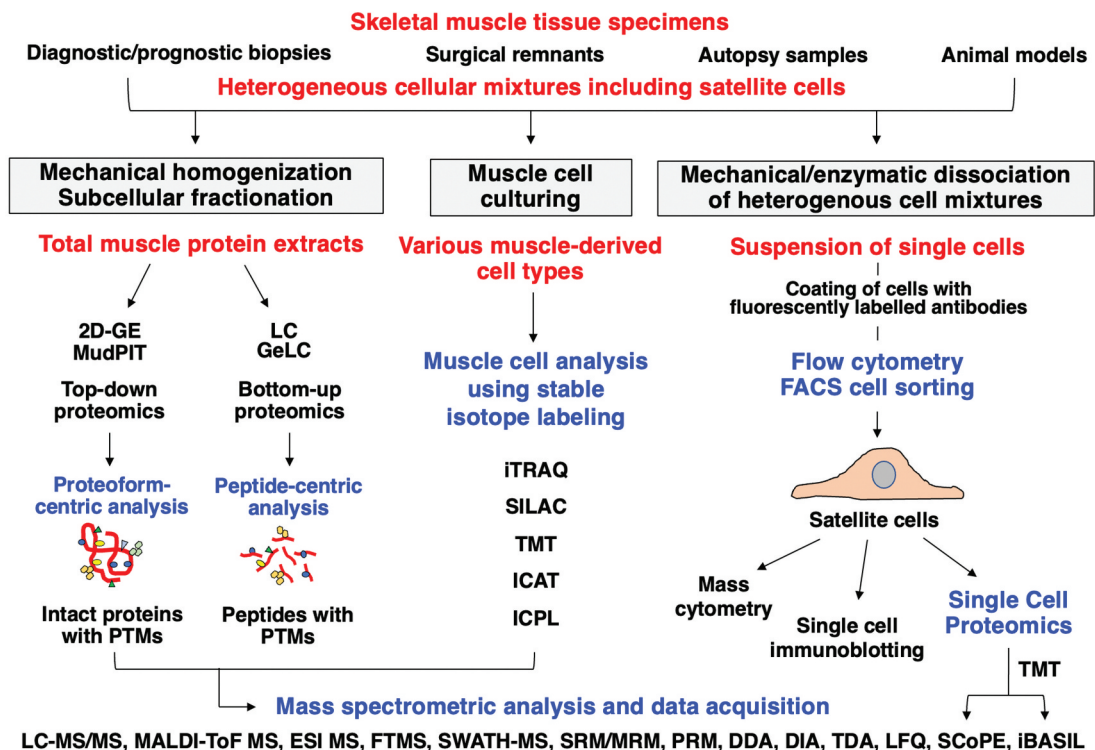 Skeletal muscle tissue specimens
Diagnostic/prognostic biopsies
Surgical remnants
Autopsy samples
Animal models
Heterogeneous cellular mixtures including satellite cells
Mechanical homogenization
Subcellular fractionation
Muscle cell
culturing
Mechanical/enzymatic dissociation
of heterogenous cell mixtures
Total muscle protein extracts
2D-GE
MudPIT
Top-down
proteomics
Proteoform-
centric analysis
Intact proteins
with PTMs
LC
GeLC
Bottom-up
proteomics
Peptide-centric
analysis
Peptides with
PTMs
Various muscle-derived
cell types
Muscle cell analysis
using stable
isotope labeling
iTRAQ
SILAC
TMT
ICAT
ICPL
Suspension of single cells
Coating of cells with
fluorescently labelled antibodies
Flow cytometry
FACS cell sorting
Satellite cells
Mass
cytometry
Single cell
immunoblotting
Single Cell
Proteomics
TMT
Mass spectrometric analysis and data acquisition
LC-MS/MS, MALDI-ToF MS, ESI MS, FTMS, SWATH-MS, SRM/MRM, PRM, DDA, DIA, TDA, LFQ, SCoPE, iBASIL